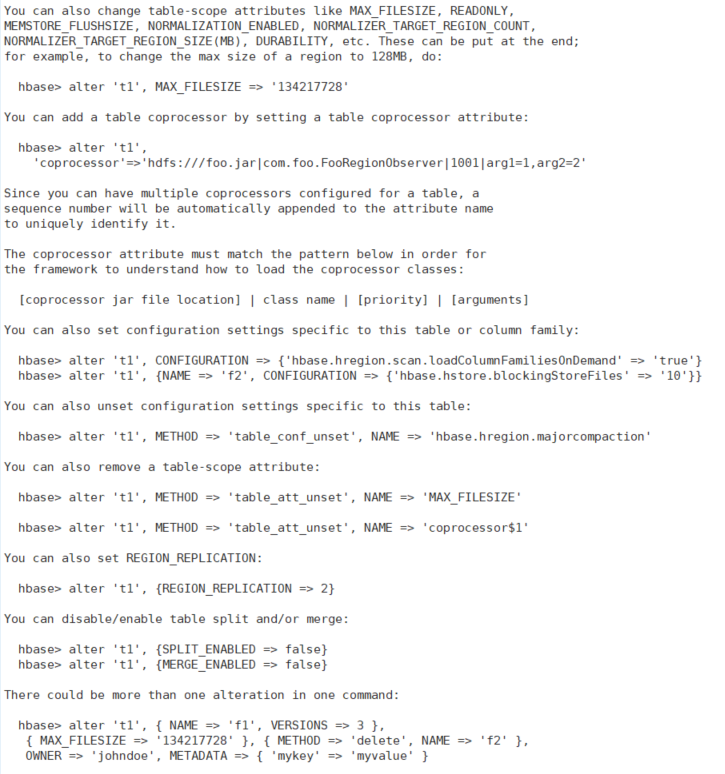 You can also change table-scope attributes like MAX_FILESIZE, READONLY,
MEMSTORE_FLUSHSIZE, NORMALIZATION_ENABLED, NORMALIZER_TARGET_REGION_COUNT,
NORMALIZER_TARGET_REGION_SIZE(MB), DURABILITY, etc. These can be put at the end;
for example, to change the max size of a region to 128MB, do:
hbase> alter 't1', MAX_FILESIZE => '134217728'
You can add a table coprocessor by setting a table coprocessor attribute:
hbase> alter 't1',
'coprocessor'=>'hdfs:///foo.jar|com.foo.FooRegionObserver|1001|arg1=1,arg2=2'
Since you can have multiple coprocessors configured for a table, a
sequence number will be automatically appended to the attribute name
to uniquely identify it.
The coprocessor attribute must match the pattern below in order for
the framework to understand how to load the coprocessor classes:
[coprocessor jar file location] | class name | [priority] | [arguments]
You can also set configuration settings specific to this table or column family:
hbase> alter 't1', CONFIGURATION => {'hbase.hregion.scan.loadColumnFamiliesOnDemand' => 'true'}
hbase> alter 't1', {NAME => 'f2', CONFIGURATION => {'hbase.hstore.blockingStoreFiles' => '10'}}
You can also unset configuration settings specific to this table:
hbase> alter 't1', METHOD => 'table_conf_unset', NAME => 'hbase.hregion.majorcompaction'
You can also remove a table-scope attribute:
hbase> alter 't1', METHOD => 'table_att_unset', NAME => 'MAX_FILESIZE'
hbase> alter 't1', METHOD => 'table_att_unset', NAME => 'coprocessor$1'
You can also set REGION_REPLICATION:
hbase> alter 't1', {REGION_REPLICATION => 2}
You can disable/enable table split and/or merge:
hbase> alter 't1', {SPLIT_ENABLED => false}
hbase> alter 't1', {MERGE_ENABLED => false}
There could be more than one alteration in one command:
hbase> alter 't1', { NAME => 'f1', VERSIONS => 3 },
{ MAX_FILESIZE => '134217728' }, { METHOD => 'delete', NAME => 'f2' },
OWNER => 'johndoe', METADATA => { 'mykey' => 'myvalue' }